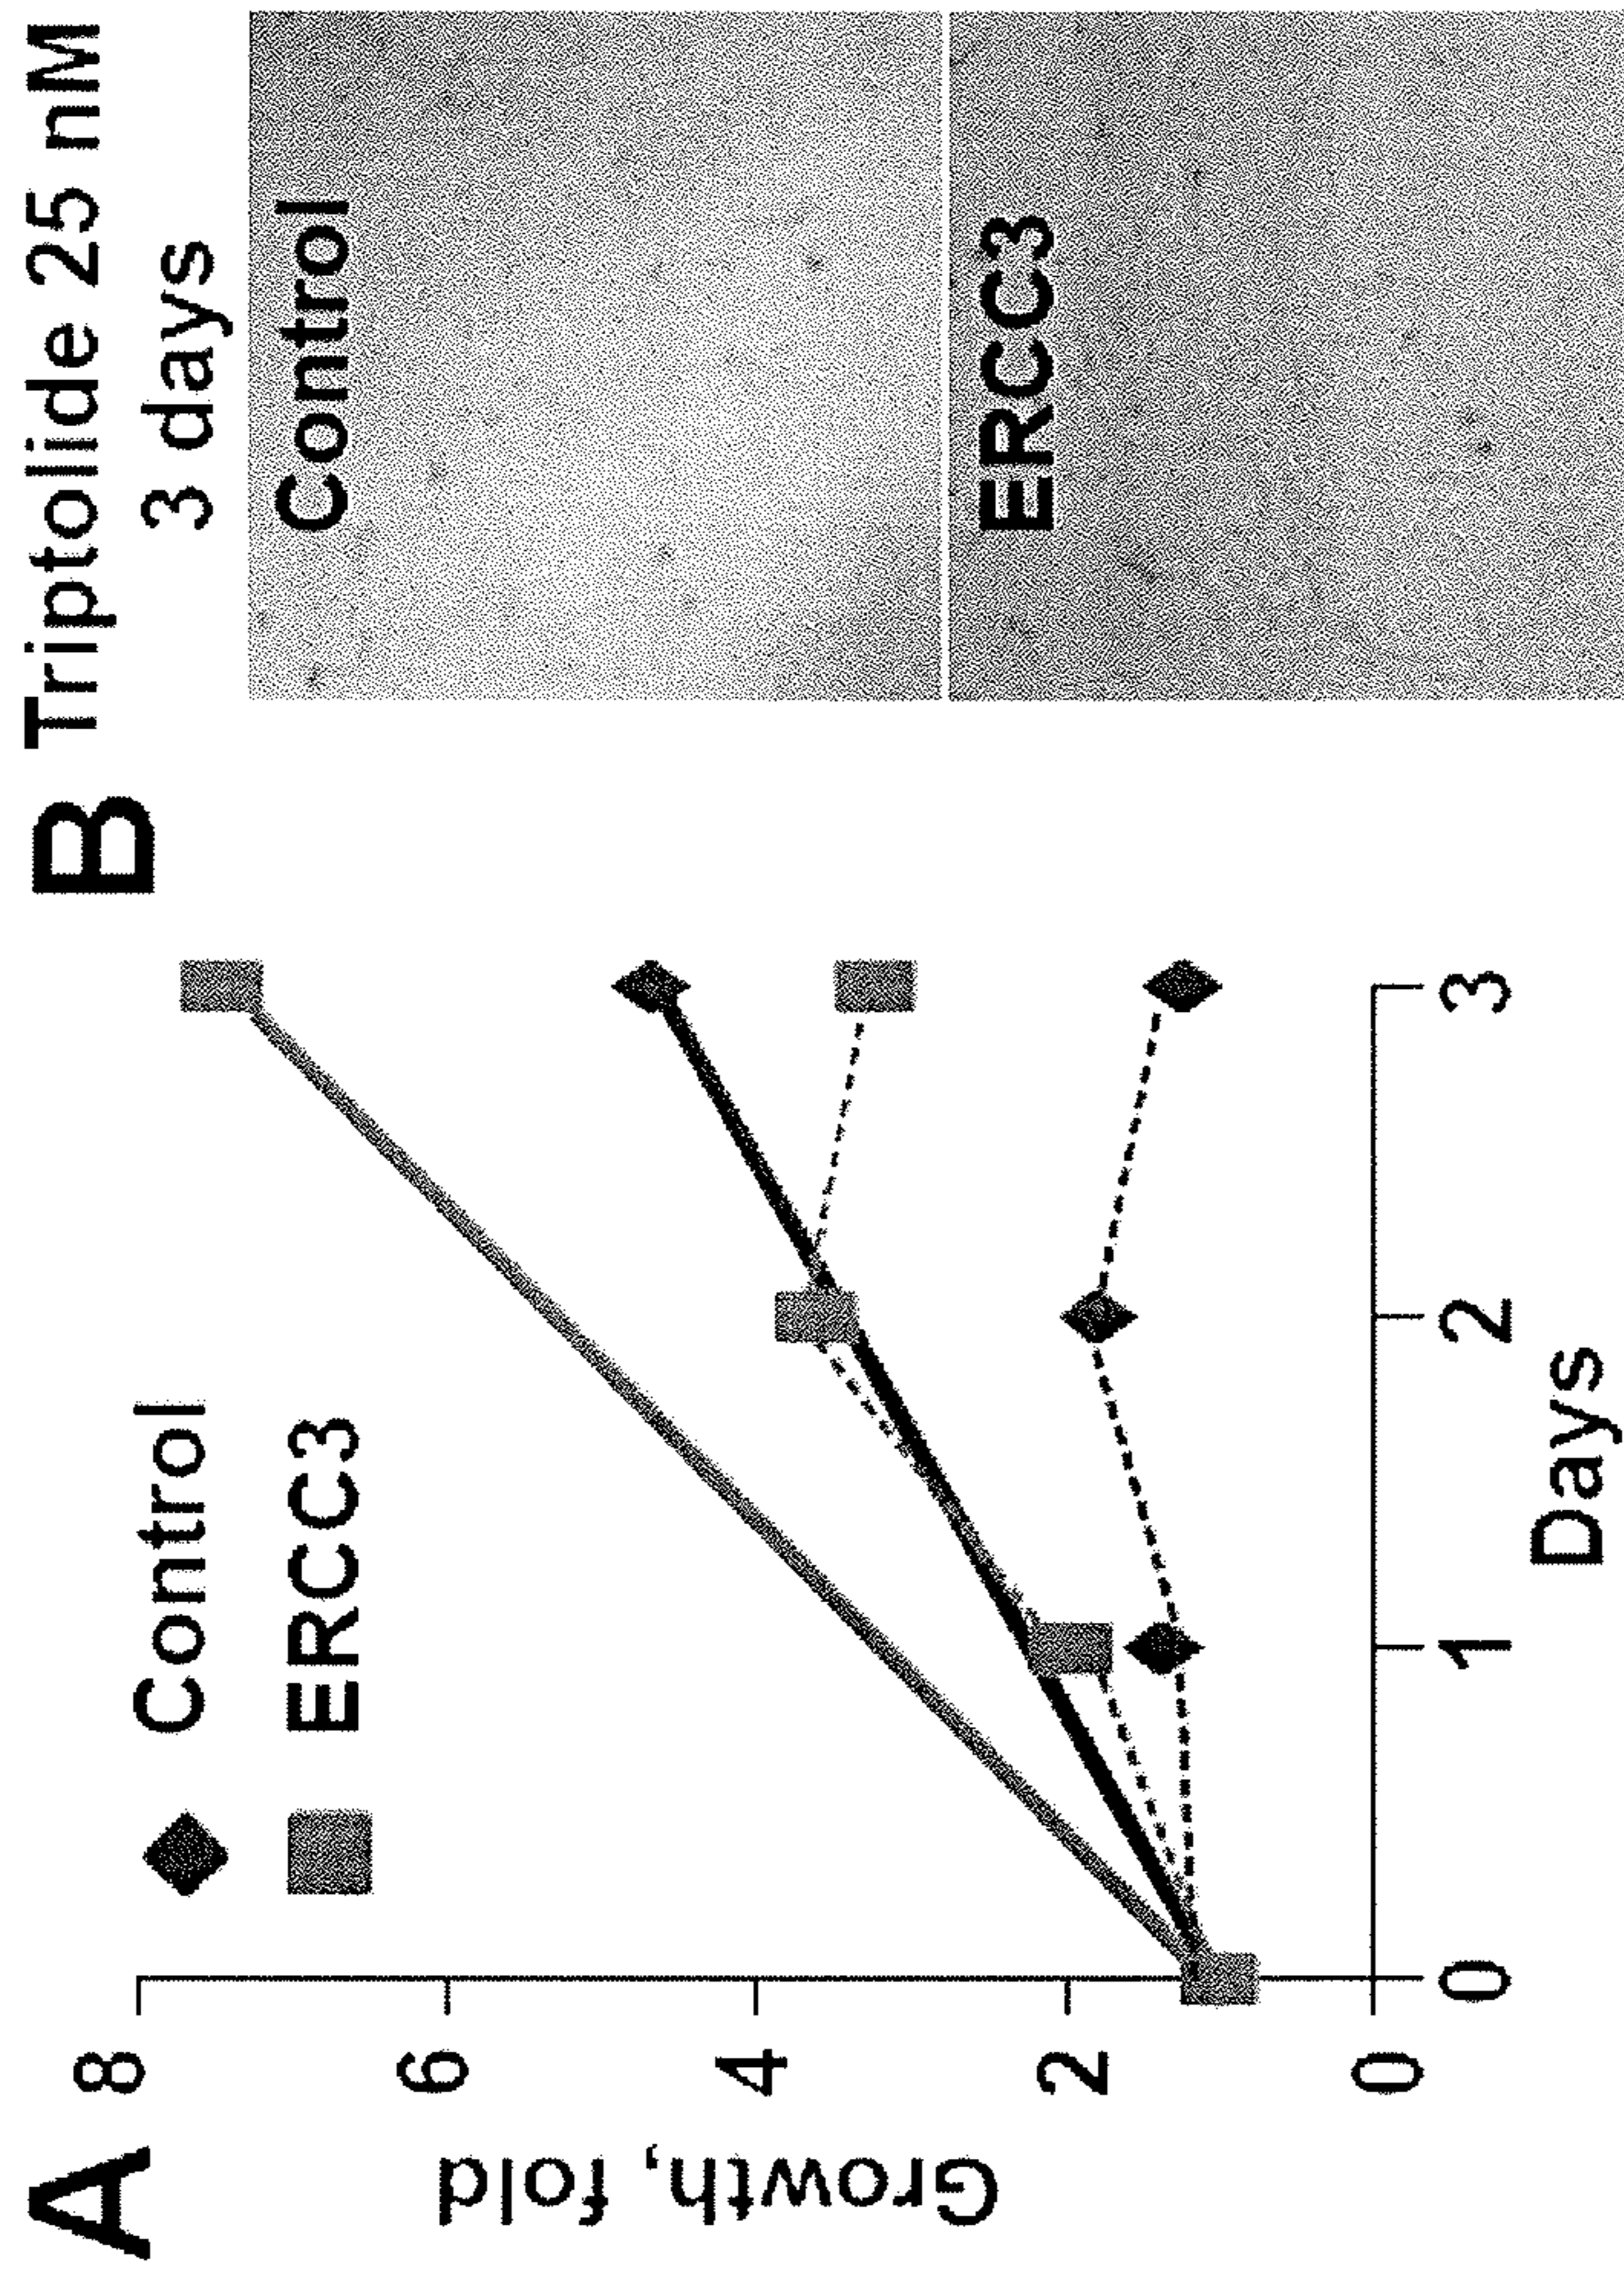 A
8
6
4
2
0
Growth, fold
Control
ERCC3
0
1
2
3
Days
B Triptolide 25 nM
3 days
Control
ERCC3